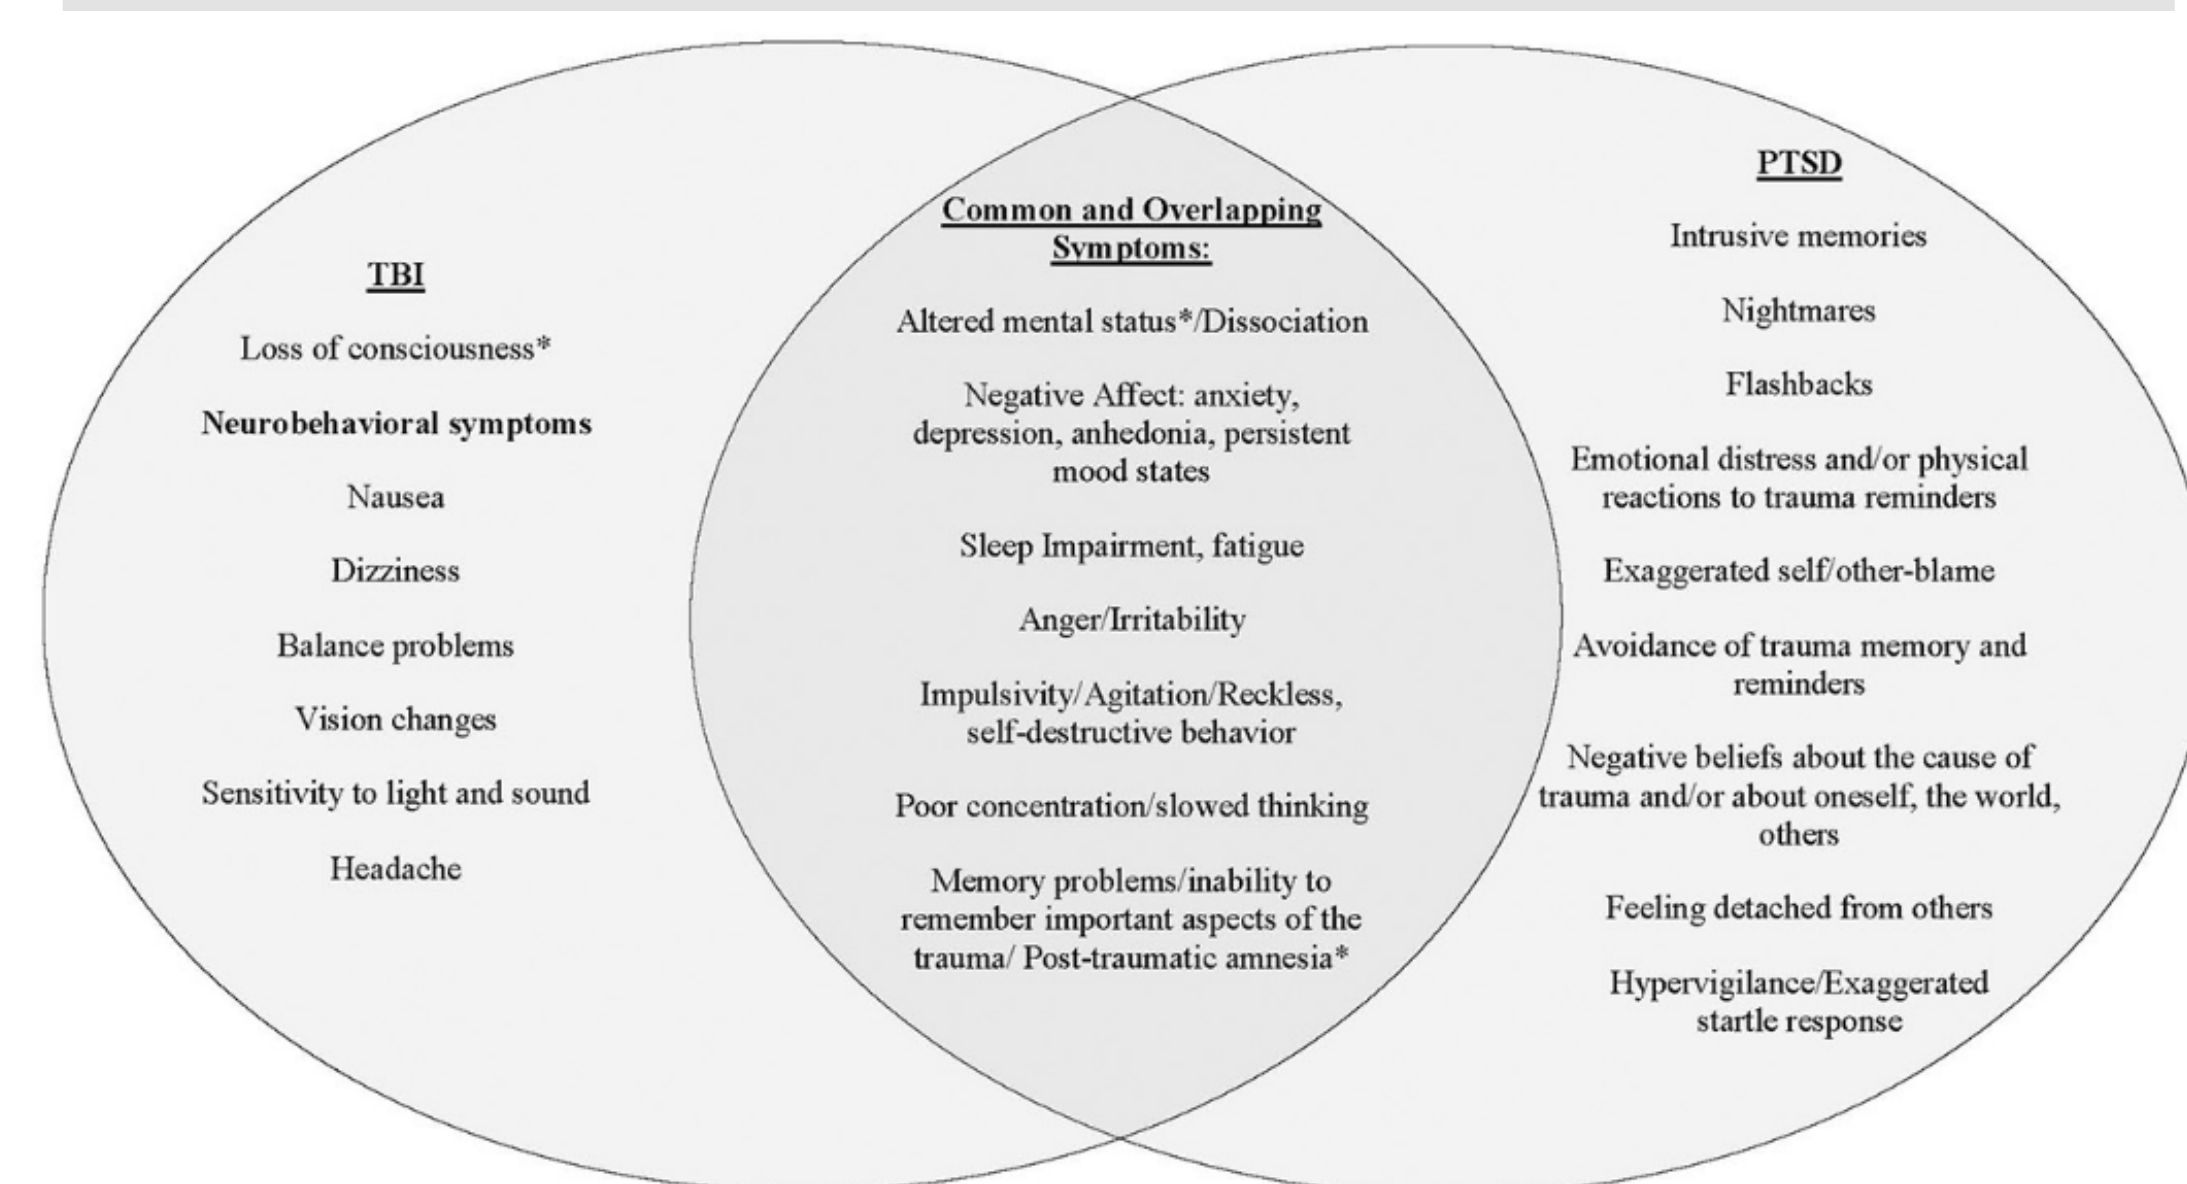 TBI
Loss of consciousness*
Neurobehavioral symptoms
Nausea
Dizziness
Balance problems
Vision changes
Sensitivity to light and sound
Headache
Common and Overlapping
Symptoms:
Altered mental status*/Dissociation
Negative Affect: anxiety,
depression, anhedonia, persistent
mood states
Sleep Impairment, fatigue
Anger/Irritability
Impulsivity/Agitation/Reckless,
self-destructive behavior
Poor concentration/slowed thinking
Memory problems/inability to
remember important aspects of the
trauma/ Post-traumatic amnesia*
PTSD
Intrusive memories
Nightmares
Flashbacks
Emotional distress and/or physical
reactions to trauma reminders
Exaggerated self/other-blame
Avoidance of trauma memory and
reminders
Negative beliefs about the cause of
trauma and/or about oneself, the world,
others
Feeling detached from others
Hypervigilance/Exaggerated
startle response